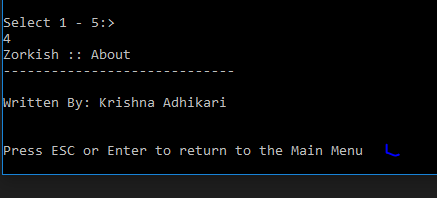 Select 1 - 5:>
4
Zorkish :: About
-----------------------------
Written By: Krishna Adhikari
Press ESC or Enter to return to the Main Menu